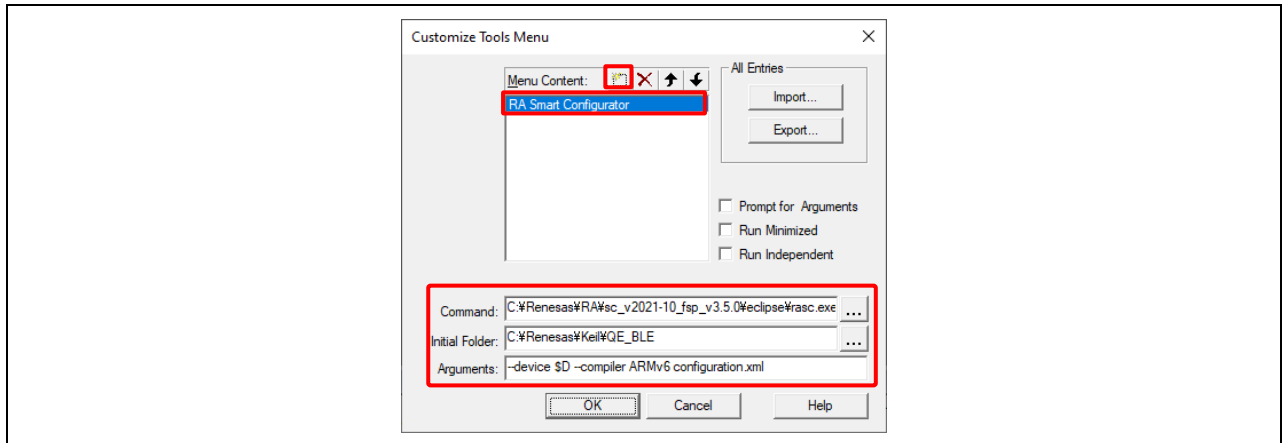 Customize Tools Menu
Menu Content:
All Entries
RA Smart Configurator
Import...
Export...
Prompt for Arguments
Run Minimized
Run Independent
Command: C:¥Renesas¥RA¥sc_v2021-10_fsp_v3.5.0¥eclipse¥rasc.exe ...
Initial Folder: C:¥Renesas¥Keil¥QE_BLE ...
Arguments: --device $D --compiler ARMv6 configuration.xml
OK Cancel Help